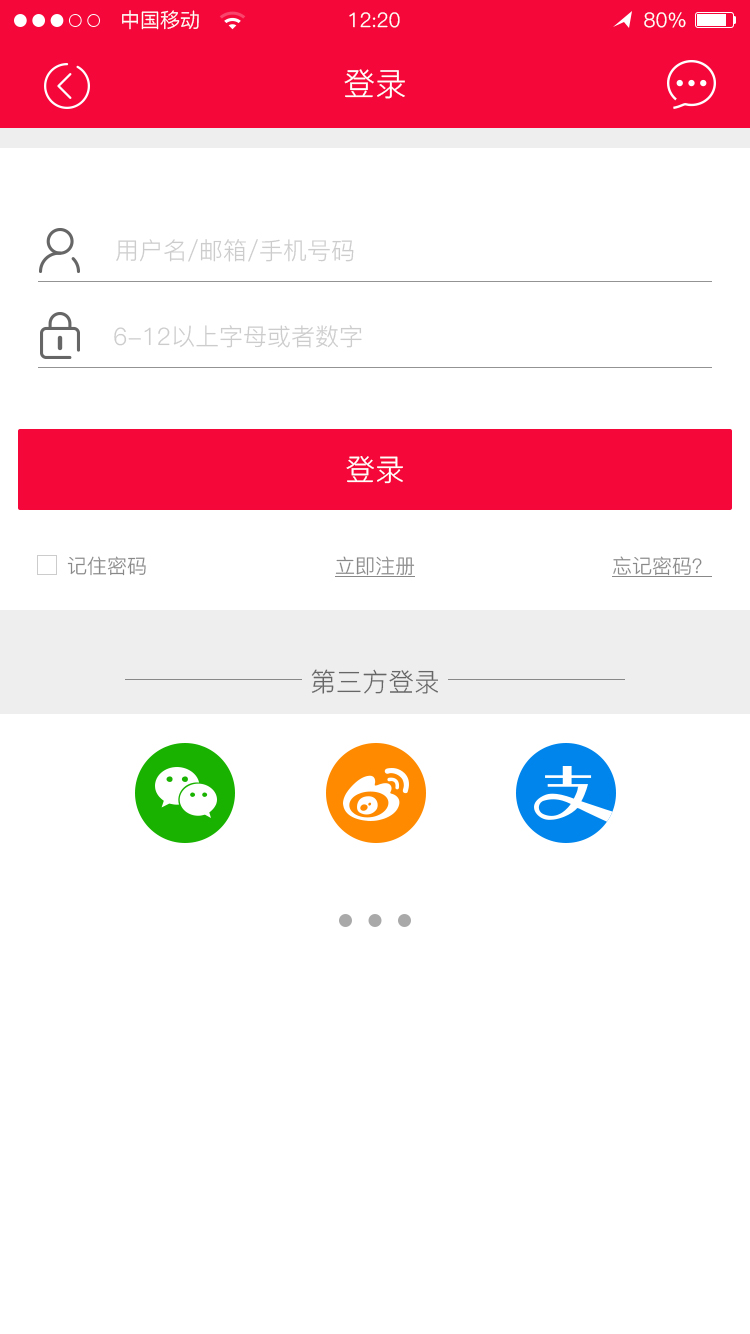 中国移动 12:20 80%
登录
用户名/邮箱/手机号码
6-12以上字母或者数字
登录
记住密码 立即注册 忘记密码?
第三方登录
支